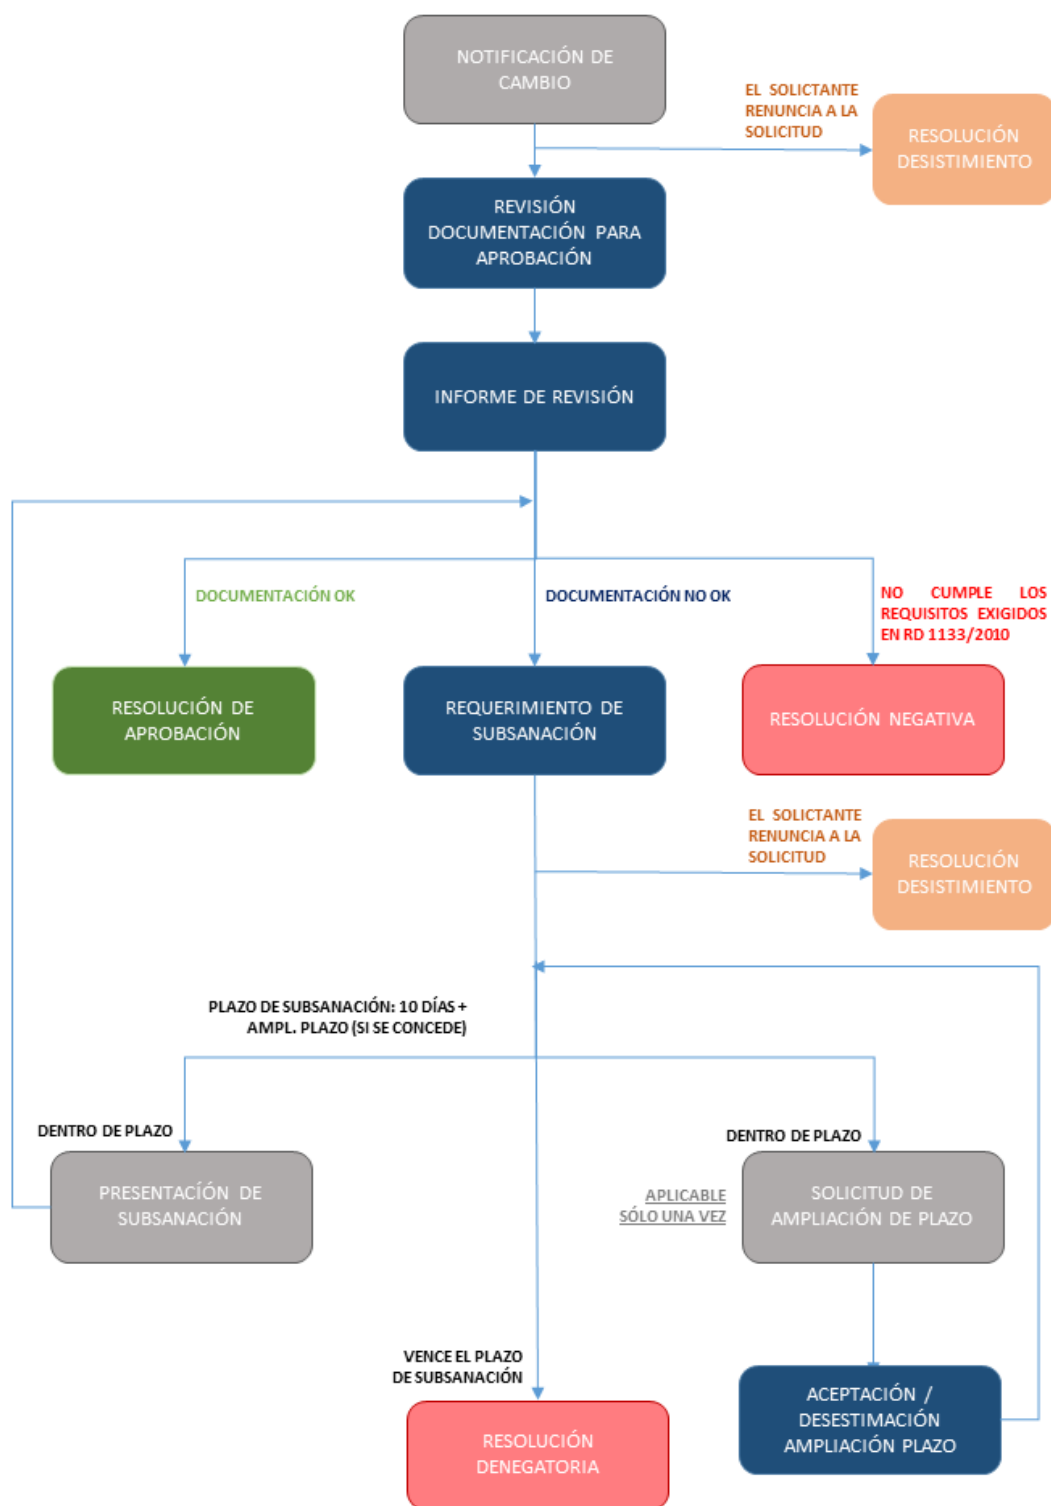 NOTIFICACIÓN DE
CAMBIO
EL SOLICTANTE
RENUNCIA A LA
SOLICITUD
RESOLUCIÓN
DESISTIMIENTO
REVISIÓN
DOCUMENTACIÓN PARA
APROBACIÓN
INFORME DE REVISIÓN
DOCUMENTACIÓN OK
DOCUMENTACIÓN NO OK
NO CUMPLE LOS
REQUISITOS EXIGIDOS
EN RD 1133/2010
RESOLUCIÓN DE
APROBACIÓN
REQUERIMIENTO DE
SUBSANACIÓN
RESOLUCIÓN NEGATIVA
EL SOLICTANTE
RENUNCIA A LA
SOLICITUD
RESOLUCIÓN
DESISTIMIENTO
PLAZO DE SUBSANACIÓN: 10 DÍAS +
AMPL. PLAZO (SI SE CONCEDE)
DENTRO DE PLAZO
PRESENTACÍÓN DE
SUBSANACIÓN
DENTRO DE PLAZO
APLICABLE
SÓLO UNA VEZ
SOLICITUD DE
AMPLIACIÓN DE PLAZO
VENCE EL PLAZO
DE SUBSANACIÓN
RESOLUCIÓN
DENEGATORIA
ACEPTACIÓN /
DESESTIMACIÓN
AMPLIACIÓN PLAZO